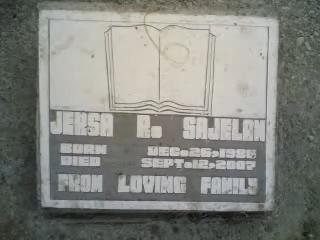 JERSA R. SAJELAN
BORN DEC. 26, 1986
DIED SEPT. 12, 2007
FROM LOVING FAMILY